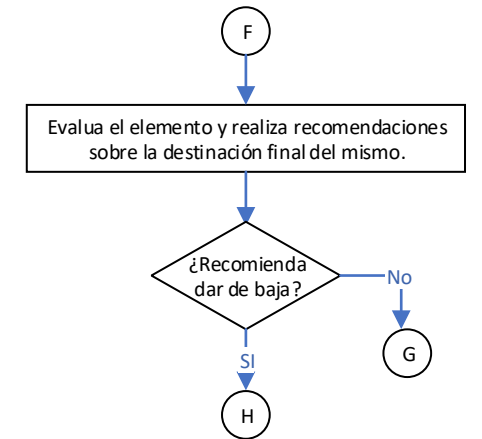 F
Evalua el elemento y realiza recomendaciones
sobre la destinación final del mismo.
¿Recomienda
dar de baja?
No
G
SI
H